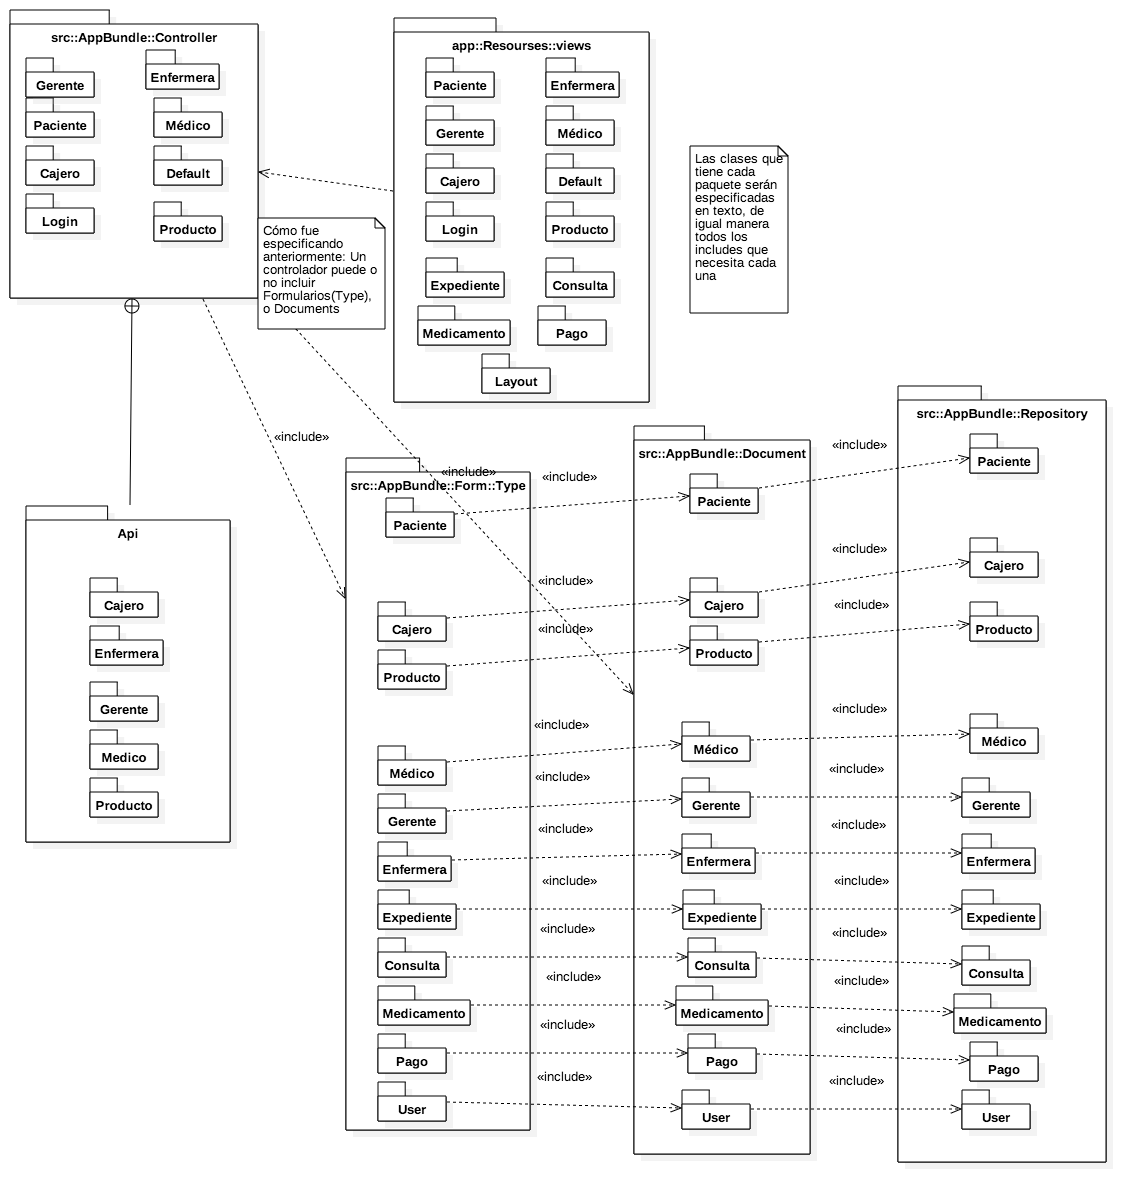 src::AppBundle::Controller
Gerente
Enfermera
Paciente
Médico
Cajero
Default
Login
Producto
app::Resourses::views
Paciente
Enfermera
Gerente
Médico
Cajero
Default
Login
Producto
Expediente
Consulta
Medicamento
Pago
Layout
Las clases que
tiene cada
paquete serán
especificadas
en texto, de
igual manera
todos los
includes que
necesita cada
una
Cómo fue
especificando
anteriormente: Un
controlador puede o
no incluir
Formularios(Type),
o Documents
«include»
«include»
Api
Cajero
Enfermera
Gerente
Medico
Producto
src::AppBundle::Form::Type
Paciente
Cajero
Producto
Médico
Gerente
Enfermera
Expediente
Consulta
Medicamento
Pago
User
«include»
«include»
«include»
«include»
«include»
«include»
«include»
«include»
«include»
«include»
«include»
src::AppBundle::Document
Paciente
Cajero
Producto
Médico
Gerente
Enfermera
Expediente
Consulta
Medicamento
Pago
User
«include»
«include»
«include»
«include»
«include»
«include»
«include»
«include»
«include»
«include»
«include»
src::AppBundle::Repository
Paciente
Cajero
Producto
Médico
Gerente
Enfermera
Expediente
Consulta
Medicamento
Pago
User